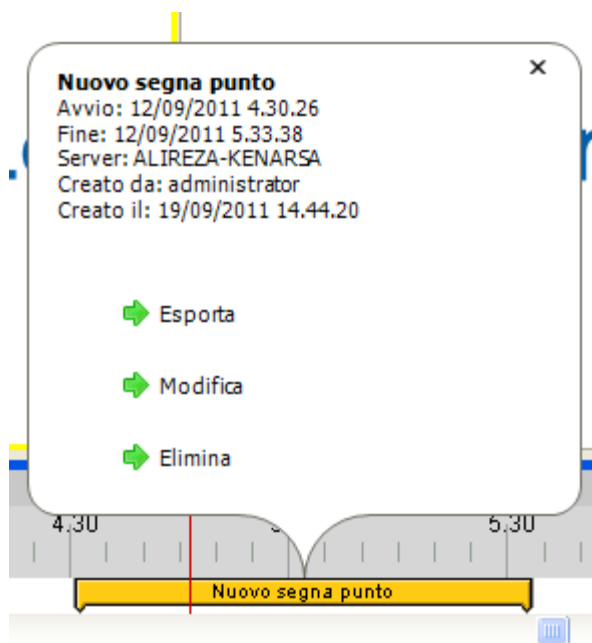 Nuovo segna punto
Avvio: 12/09/2011 4.30.26
Fine: 12/09/2011 5.33.38
Server: ALIREZA-KENARSA
Creato da: administrator
Creato il: 19/09/2011 14.44.20
Esporta
Modifica
Elimina
4.30 5.30
Nuovo segna punto